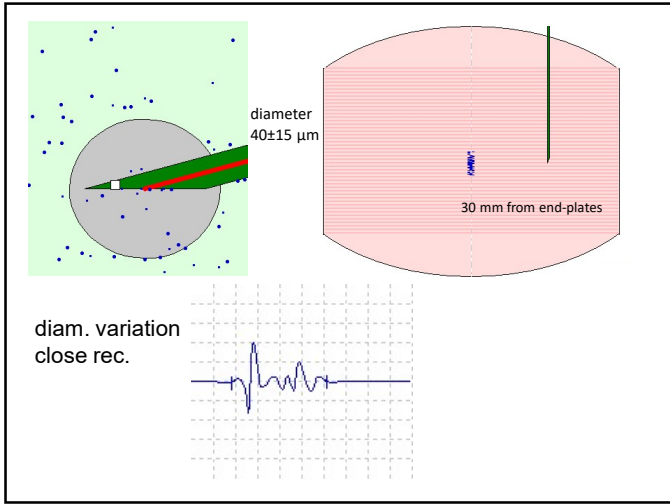 diameter
40±15 µm
30 mm from end-plates
diam. variation
close rec.